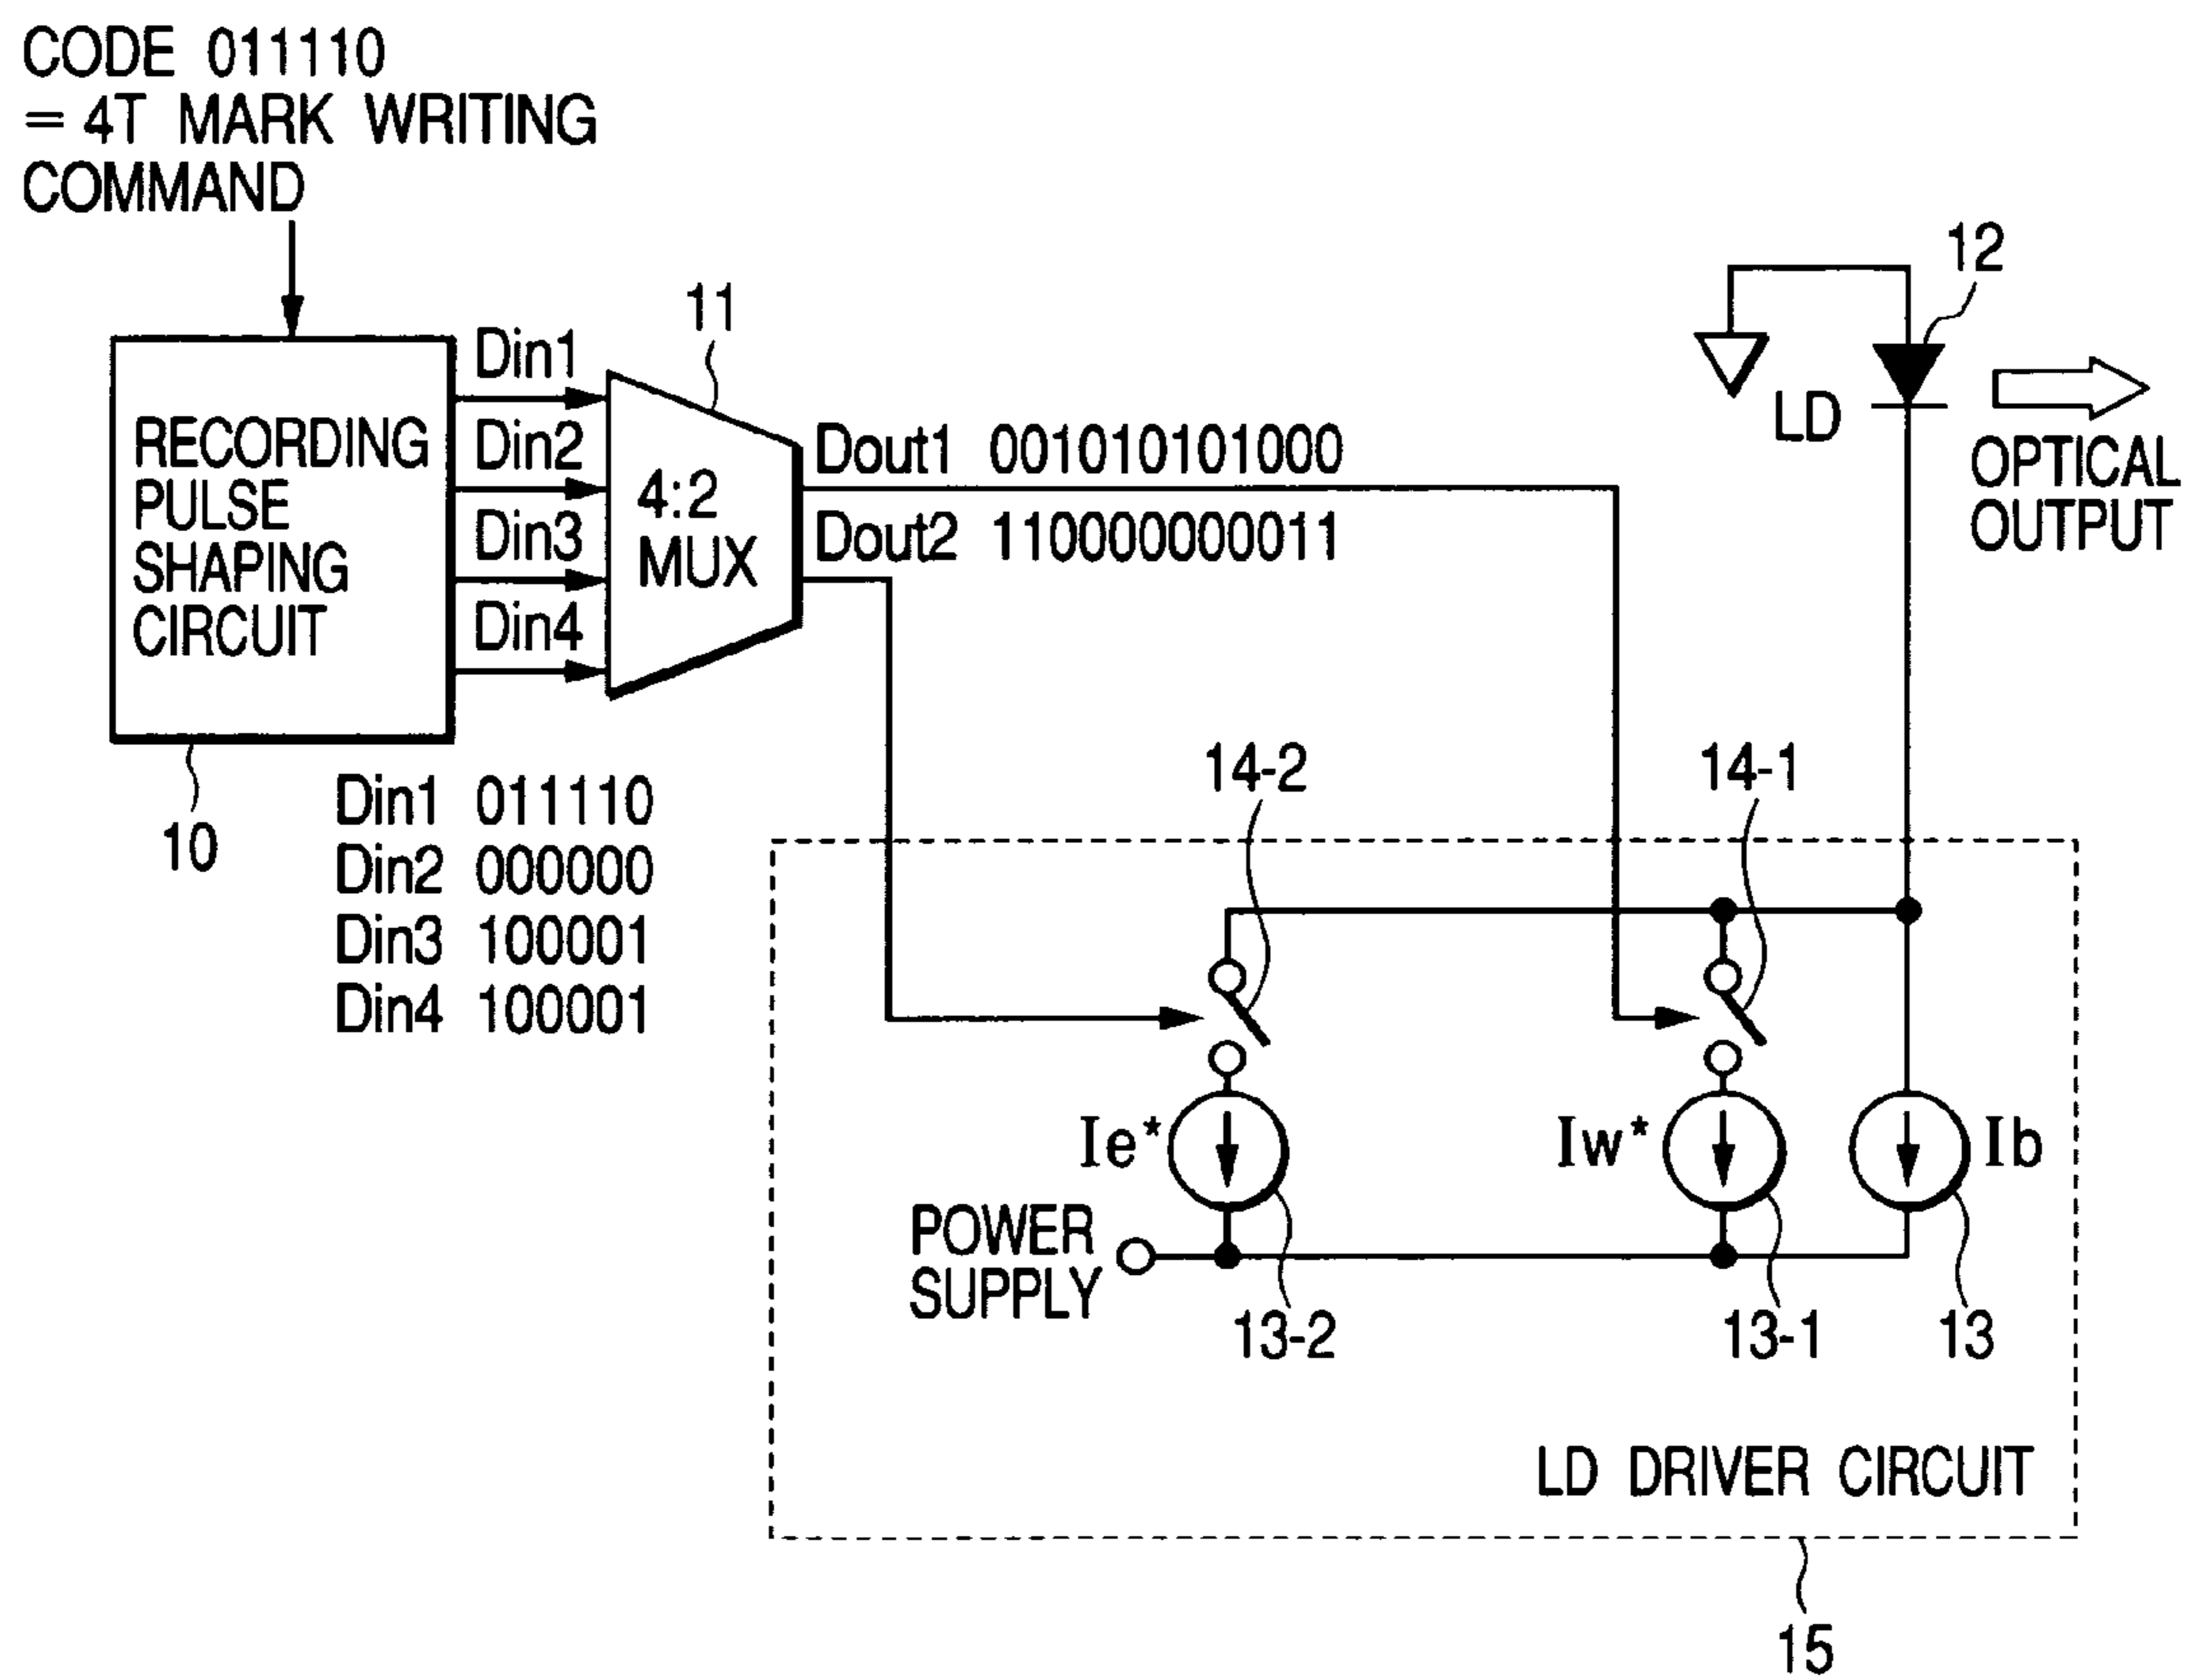 CODE 011110
= 4T MARK WRITING
COMMAND
12
11
Din1
Din2
Din3
Din4
RECORDING
PULSE
SHAPING
CIRCUIT
4:2
MUX
Dout1 001010101000
Dout2 110000000011
LD
OPTICAL
OUTPUT
10
Din1 011110
Din2 000000
Din3 100001
Din4 100001
14-2
14-1
Ie*
Iw*
Ib
POWER
SUPPLY
13-2
13-1
13
LD DRIVER CIRCUIT
15